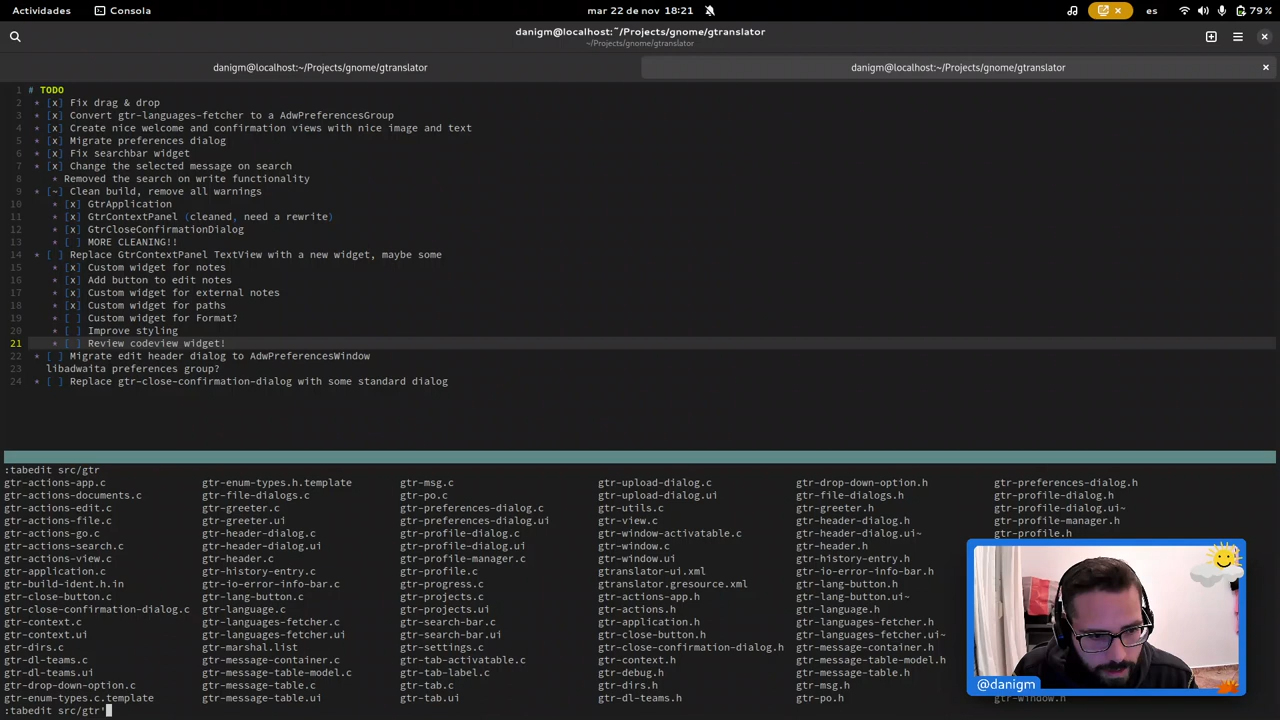 Actividades Consola mar 22 de nov 18:21 es 79 %
danigm@localhost:~/Projects/gnome/gtranslator
~/Projects/gnome/gtranslator
danigm@localhost:~/Projects/gnome/gtranslator danigm@localhost:~/Projects/gnome/gtranslator
1 # TODO
2 * [x] Fix drag & drop
3 * [x] Convert gtr-languages-fetcher to a AdwPreferencesGroup
4 * [x] Create nice welcome and confirmation views with nice image and text
5 * [x] Migrate preferences dialog
6 * [x] Fix searchbar widget
7 * [x] Change the selected message on search
8 * Removed the search on write functionality
9 * [~] Clean build, remove all warnings
10 * [x] GtrApplication
11 * [x] GtrContextPanel (cleaned, need a rewrite)
12 * [x] GtrCloseConfirmationDialog
13 * [ ] MORE CLEANING!!
14 * [ ] Replace GtrContextPanel TextView with a new widget, maybe some
15 * [x] Custom widget for notes
16 * [x] Add button to edit notes
17 * [x] Custom widget for external notes
18 * [x] Custom widget for paths
19 * [ ] Custom widget for Format?
20 * [ ] Improve styling
21 * [ ] Review codeview widget!
22 * [ ] Migrate edit header dialog to AdwPreferencesWindow
23 libadwaita preferences group?
24 * [ ] Replace gtr-close-confirmation-dialog with some standard dialog
:tabedit src/gtr
gtr-actions-app.c gtr-enum-types.h.template gtr-msg.c gtr-upload-dialog.c gtr-drop-down-option.h gtr-preferences-dialog.h
gtr-actions-documents.c gtr-file-dialogs.c gtr-po.c gtr-upload-dialog.ui gtr-file-dialogs.h gtr-profile-dialog.h
gtr-actions-edit.c gtr-greeter.c gtr-preferences-dialog.c gtr-utils.c gtr-greeter.h gtr-profile-dialog.ui~
gtr-actions-file.c gtr-greeter.ui gtr-preferences-dialog.ui gtr-view.c gtr-header-dialog.h gtr-profile-manager.h
gtr-actions-go.c gtr-header-dialog.c gtr-profile-dialog.c gtr-window-activatable.c gtr-header-dialog.ui~ gtr-profile.h
gtr-actions-search.c gtr-header-dialog.ui gtr-profile-dialog.ui gtr-window.c gtr-header.h
gtr-actions-view.c gtr-header.c gtr-profile-manager.c gtr-window.ui gtr-history-entry.h
gtr-application.c gtr-history-entry.c gtr-profile.c gtranslator-ui.xml gtr-io-error-info-bar.h
gtr-build-ident.h.in gtr-io-error-info-bar.c gtr-progress.c gtranslator.gresource.xml gtr-lang-button.h
gtr-close-button.c gtr-lang-button.c gtr-projects.c gtr-actions-app.h gtr-lang-button.ui~
gtr-close-confirmation-dialog.c gtr-language.c gtr-projects.ui gtr-actions.h gtr-language.h
gtr-context.c gtr-languages-fetcher.c gtr-search-bar.c gtr-application.h gtr-languages-fetcher.h
gtr-context.ui gtr-languages-fetcher.ui gtr-search-bar.ui gtr-close-button.h gtr-languages-fetcher.ui~
gtr-dirs.c gtr-marshal.list gtr-settings.c gtr-close-confirmation-dialog.h gtr-message-container.h
gtr-dl-teams.c gtr-message-container.c gtr-tab-activatable.c gtr-context.h gtr-message-table-model.h
gtr-dl-teams.ui gtr-message-table-model.c gtr-tab-label.c gtr-debug.h gtr-message-table.h
gtr-drop-down-option.c gtr-message-table.c gtr-tab.c gtr-dirs.h gtr-msg.h
gtr-enum-types.c.template gtr-message-table.ui gtr-tab.ui gtr-dl-teams.h gtr-po.h gtr-window.h
:tabedit src/gtr
@danigm